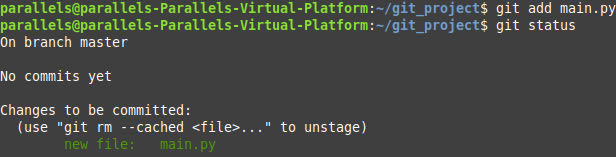 parallels@parallels-Parallels-Virtual-Platform:~/git_project$ git add main.py
parallels@parallels-Parallels-Virtual-Platform:~/git_project$ git status
On branch master
No commits yet
Changes to be committed:
(use "git rm --cached <file>..." to unstage)
new file: main.py